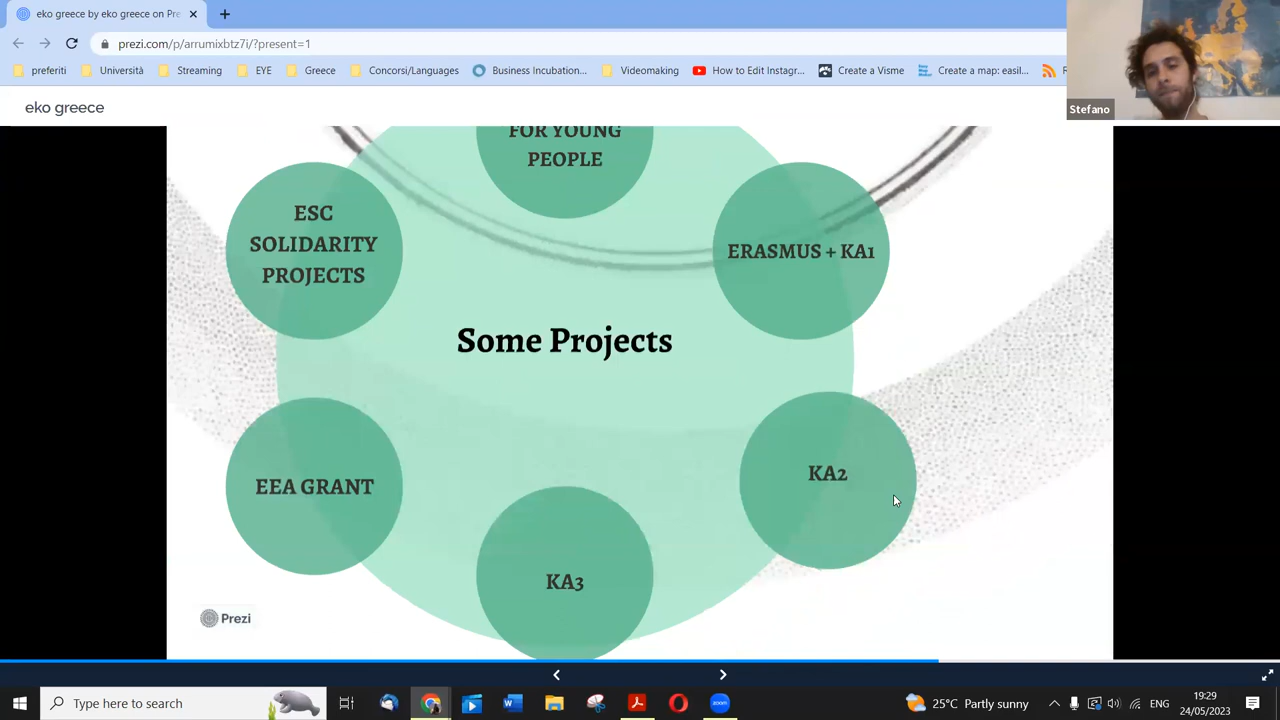 eko greece by eko greece on Pre
prezi.com/p/arrumixbtz7i/?present=1
preferiti
Università
Streaming
EYE
Greece
Concorsi/Languages
Business Incubation...
Videomaking
How to Edit Instagr...
Create a Visme
Create a map: easil...
Stefano
eko greece
FOR YOUNG
PEOPLE
ESC
SOLIDARITY
PROJECTS
ERASMUS + KA1
Some Projects
KA2
EEA GRANT
KA3
Prezi
Type here to search
zoom
25°C Partly sunny
ENG
19:29
24/05/2023